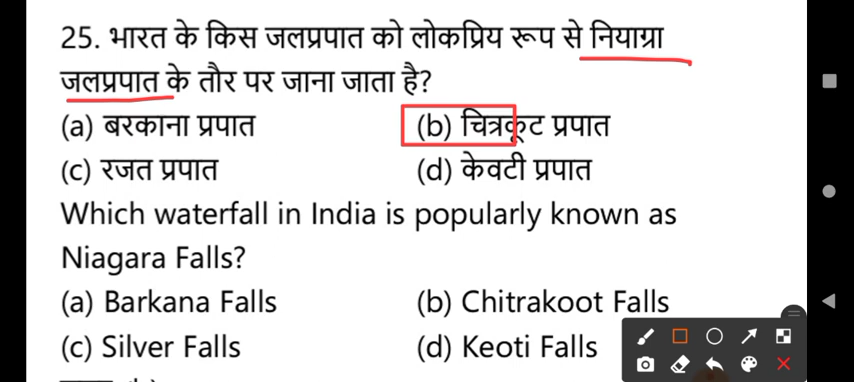 25. भारत के किस जलप्रपात को लोकप्रिय रूप से नियाग्रा
जलप्रपात के तौर पर जाना जाता है?
(a) बरकाना प्रपात (b) चित्रकूट प्रपात
(c) रजत प्रपात (d) केवटी प्रपात
Which waterfall in India is popularly known as
Niagara Falls?
(a) Barkana Falls (b) Chitrakoot Falls
(c) Silver Falls (d) Keoti Falls